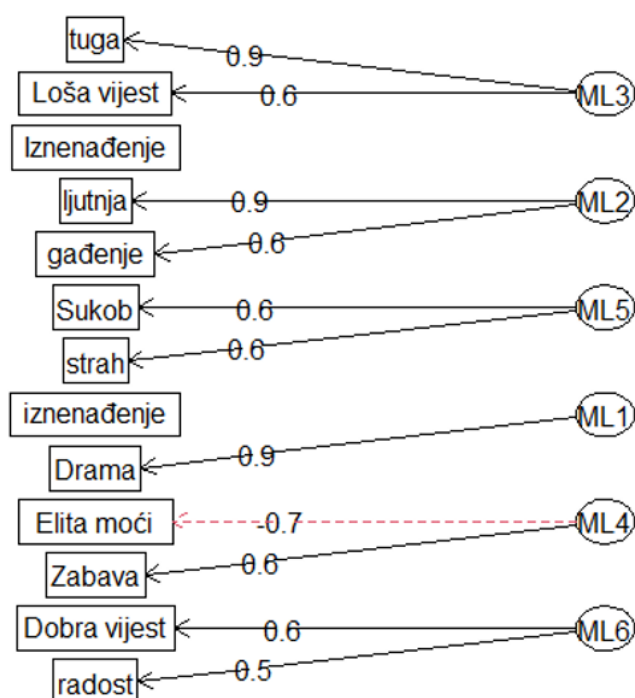 tuga
0.9
Loša vijest 0.6 ML3
Iznenađenje
ljutnja 0.9 ML2
gađenje 0.6
Sukob 0.6 ML5
strah 0.6
iznenađenje ML1
Drama 0.9
Elita moći -0.7 ML4
Zabava 0.6
Dobra vijest 0.6 ML6
radost 0.5